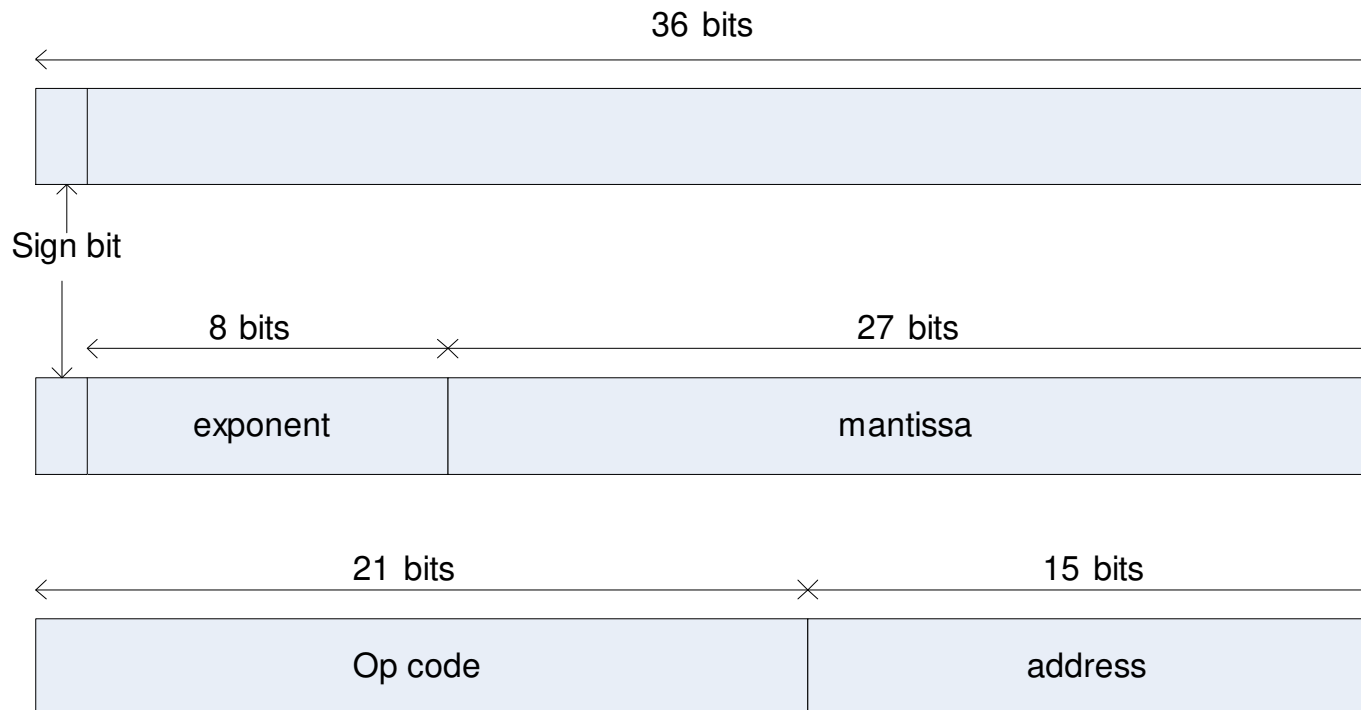 36 bits
Sign bit
8 bits
27 bits
exponent
mantissa
21 bits
15 bits
Op code
address